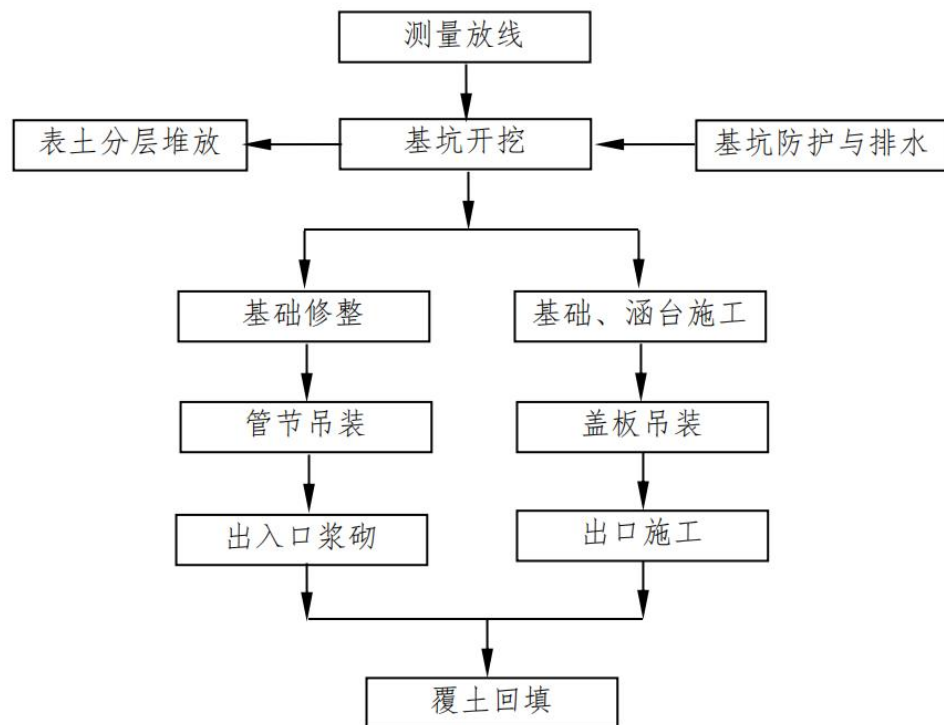 测量放线
表土分层堆放
基坑开挖
基坑防护与排水
基础修整
基础、涵台施工
管节吊装
盖板吊装
出入口浆砌
出口施工
覆土回填